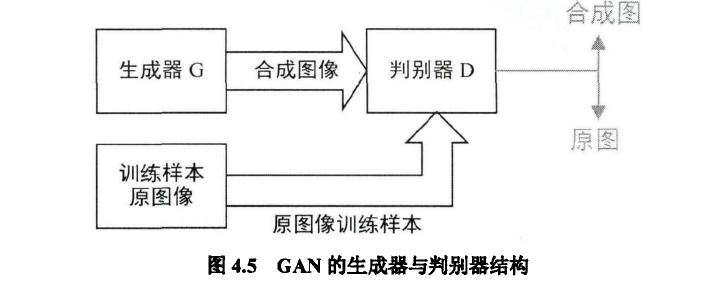 合成图
生成器 G
合成图像
判别器 D
原图
训练样本
原图像
原图像训练样本
图 4.5 GAN 的生成器与判别器结构